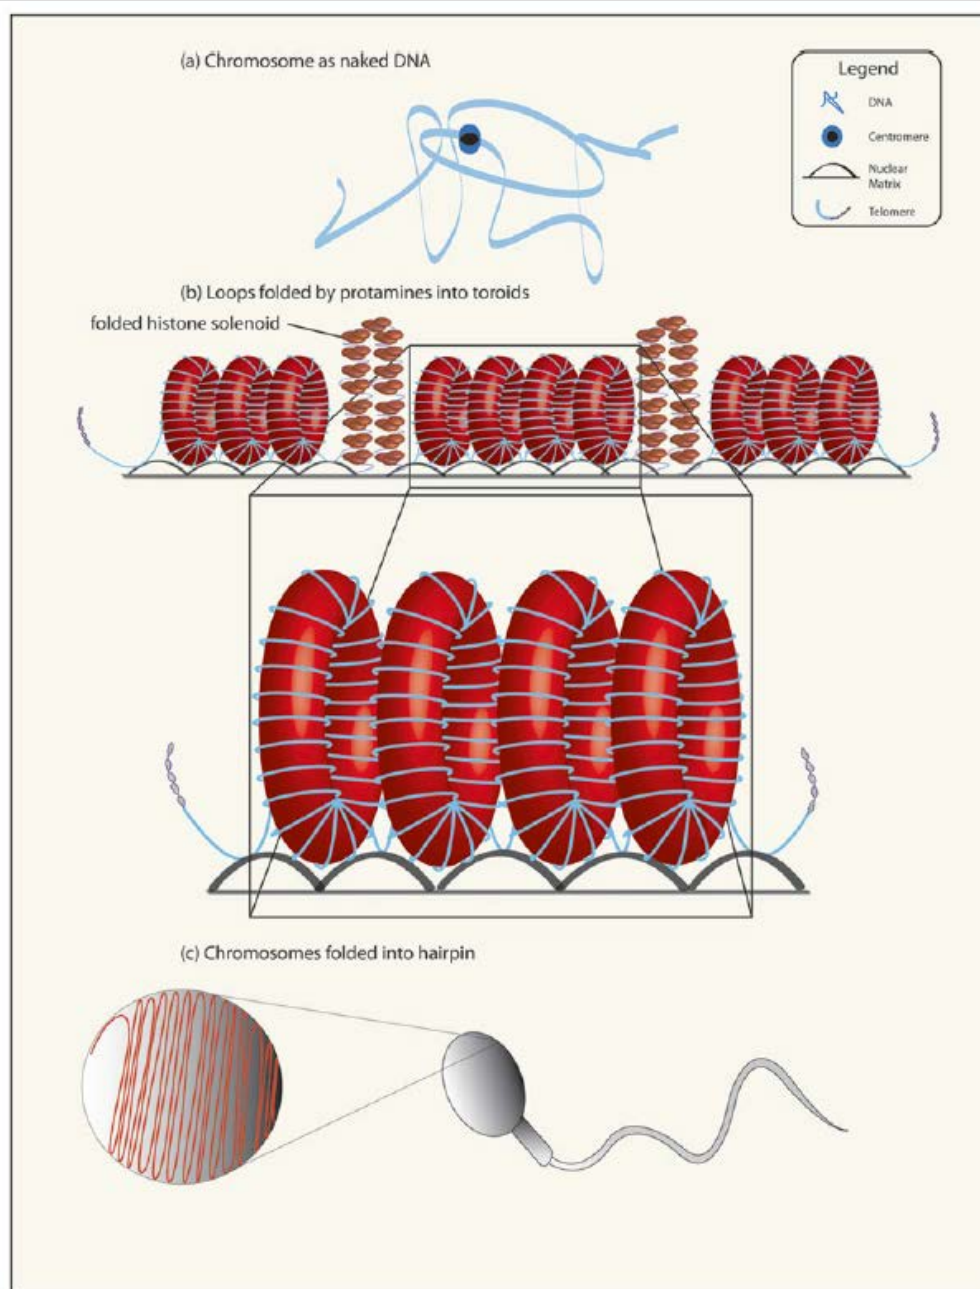 (a) Chromosome as naked DNA
Legend
DNA
Centromere
Nuclear
Matrix
Telomere
(b) Loops folded by protamines into toroids
folded histone solenoid
(c) Chromosomes folded into hairpin